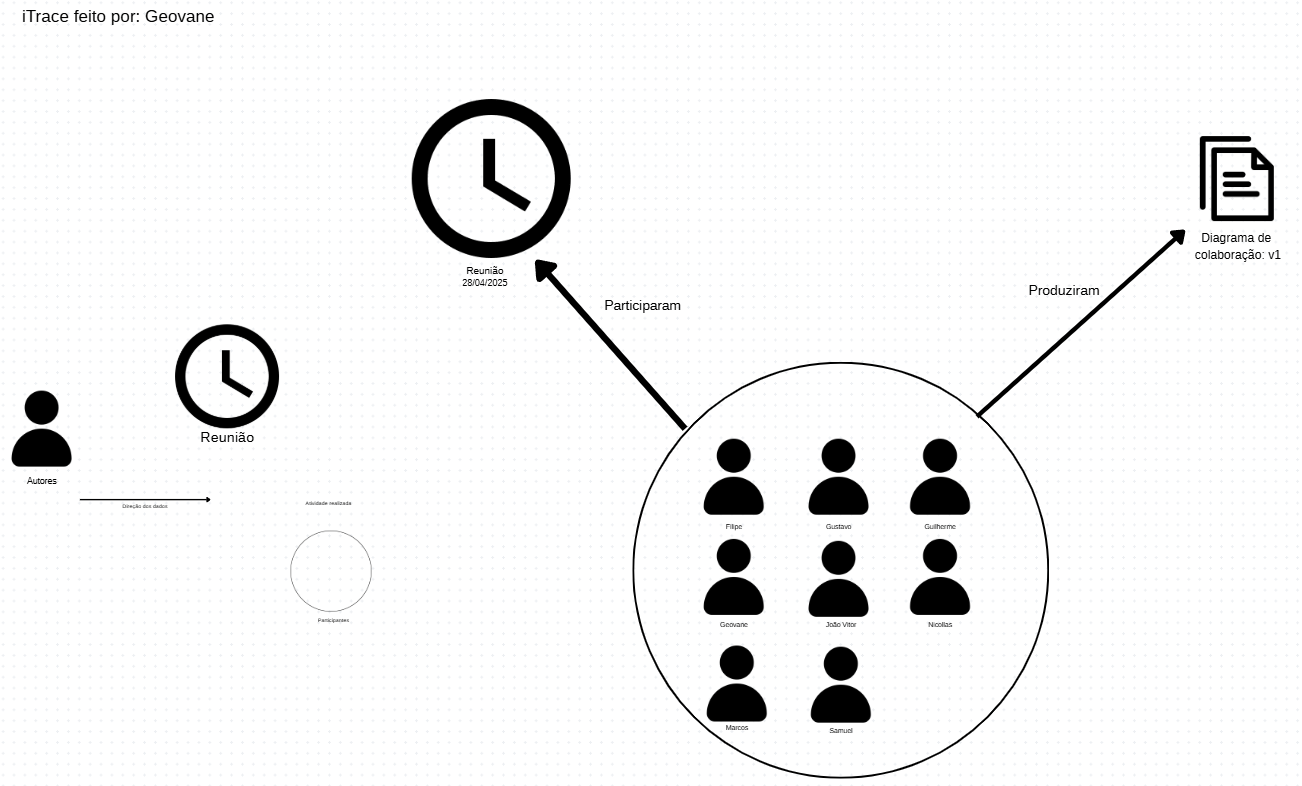 iTrace feito por: Geovane
Reunião
28/04/2025
Participaram
Produziram
Diagrama de
colaboração: v1
Reunião
Autores
Direção dos dados
Atividade realizada
Participantes
Filipe
Gustavo
Guilherme
Geovane
João Vitor
Nicollas
Marcos
Samuel